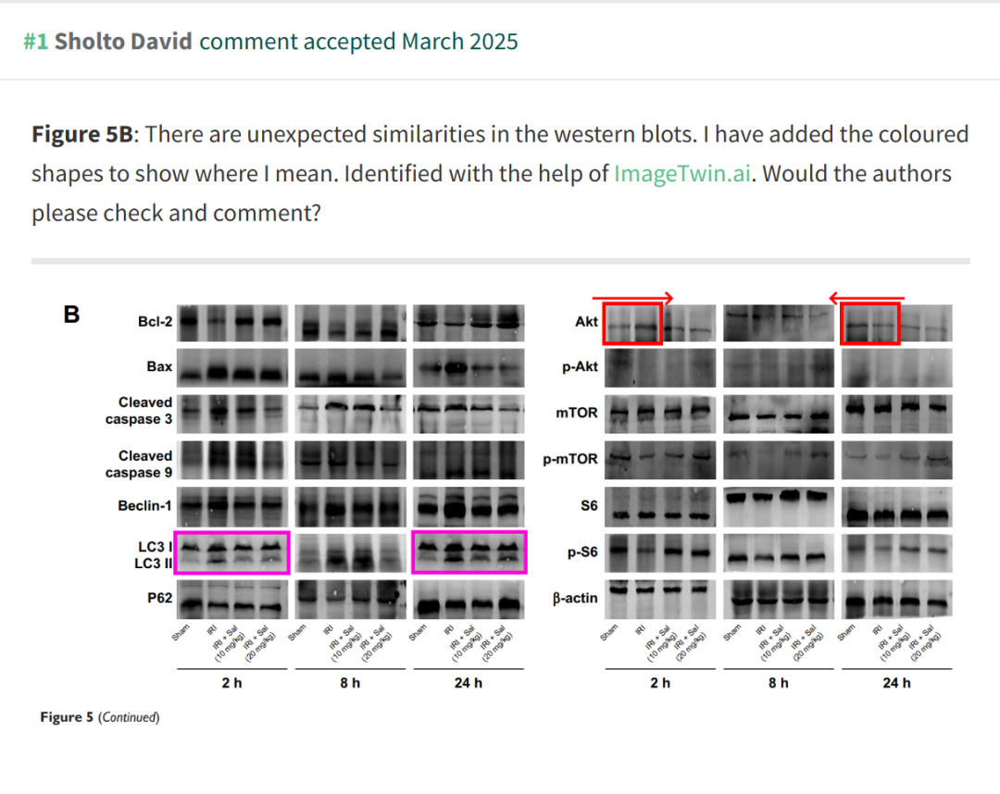 #1 Sholto David comment accepted March 2025
Figure 5B: There are unexpected similarities in the western blots. I have added the coloured
shapes to show where I mean. Identified with the help of ImageTwin.ai. Would the authors
please check and comment?
B
Bcl-2
Bax
Cleaved
caspase 3
Cleaved
caspase 9
Beclin-1
LC3 I
LC3 II
P62
Sham
IRI
IRI + Sal
(10 mg/kg)
IRI + Sal
(20 mg/kg)
Sham
IRI
IRI + Sal
(10 mg/kg)
IRI + Sal
(20 mg/kg)
Sham
IRI
IRI + Sal
(10 mg/kg)
IRI + Sal
(20 mg/kg)
2 h
8 h
24 h
Akt
p-Akt
mTOR
p-mTOR
S6
p-S6
β-actin
Sham
IRI
IRI + Sal
(10 mg/kg)
IRI + Sal
(20 mg/kg)
Sham
IRI
IRI + Sal
(10 mg/kg)
IRI + Sal
(20 mg/kg)
Sham
IRI
IRI + Sal
(10 mg/kg)
IRI + Sal
(20 mg/kg)
2 h
8 h
24 h
Figure 5 (Continued)